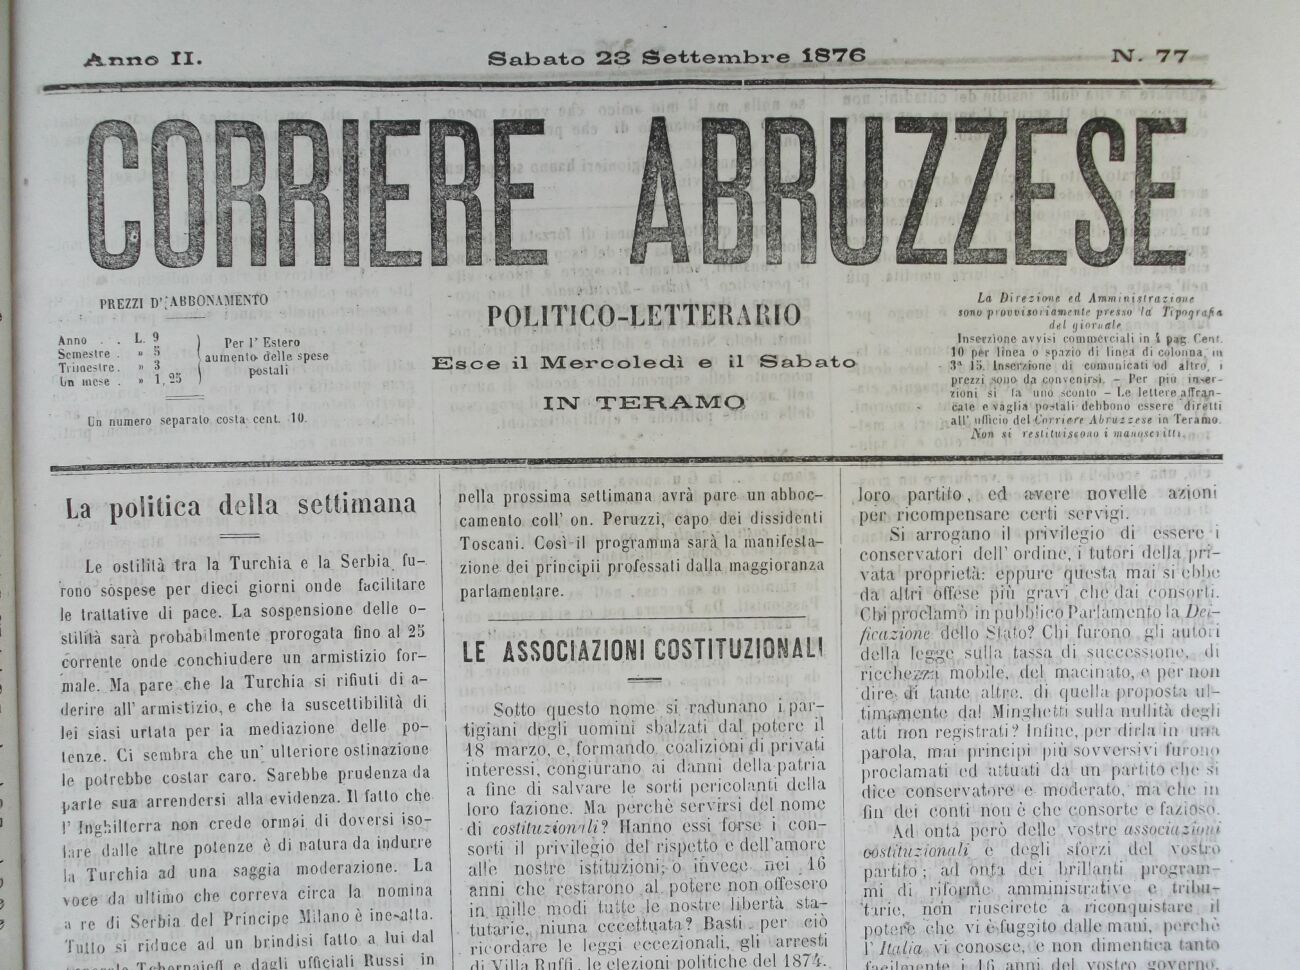 Anno II.
Sabato 23 Settembre 1876
N. 77
CORRIERE ABRUZZESE
PREZZI D' ABBONAMENTO
Anno . . L. 9
Semestre . » 5
Trimestre . » 3
Un mese . » 1,25
Per l' Estero
aumento delle spese
postali
Un numero separato costa cent. 10.
POLITICO-LETTERARIO
Esce il Mercoledì e il Sabato
IN TERAMO
La Direzione ed Amministrazione
sono provvisoriamente presso la Tipografia
del giornale
Inserzione avvisi commerciali in 4 pag. Cent.
10 per linea o spazio di linea di colonna, in
3ª 15. Inserzione di comunicati od altro, i
prezzi sono da convenirsi. – Per più inser-
zioni si fa uno sconto – Le lettere affran-
cate e vaglia postali debbono essere diretti
all' ufficio del Corriere Abruzzese in Teramo.
Non si restituiscono i manoscritti.
La politica della settimana
Le ostilità tra la Turchia e la Serbia fu-
rono sospese per dieci giorni onde facilitare
le trattative di pace. La sospensione delle o-
stilità sarà probabilmente prorogata fino al 25
corrente onde conchiudere un armistizio for-
male. Ma pare che la Turchia si rifiuti di a-
derire all' armistizio, e che la suscettibilità di
lei siasi urtata per la mediazione delle po-
tenze. Ci sembra che un' ulteriore ostinazione
le potrebbe costar caro. Sarebbe prudenza da
parte sua arrendersi alla evidenza. Il fatto che
l' Inghilterra non crede ormai di doversi iso-
lare dalle altre potenze è di natura da indurre
la Turchia ad una saggia moderazione. La
voce da ultimo che correva circa la nomina
a re di Serbia del Principe Milano è inesatta.
Tutto si riduce ad un brindisi fatto a lui dal
generale Tchernaieff e dagli ufficiali Russi in
nella prossima settimana avrà pure un abboc-
camento coll' on. Peruzzi, capo dei dissidenti
Toscani. Così il programma sarà la manifesta-
zione dei principii professati dalla maggioranza
parlamentare.
LE ASSOCIAZIONI COSTITUZIONALI
Sotto questo nome si radunano i par-
tigiani degli uomini sbalzati dal potere il
18 marzo, e, formando coalizioni di privati
interessi, congiurano ai danni della patria
a fine di salvare le sorti pericolanti della
loro fazione. Ma perchè servirsi del nome
di costituzionali? Hanno essi forse i con-
sorti il privilegio del rispetto e dell'amore
alle nostre istituzioni; o invece nei 16
anni che restarono al potere non offesero
in mille modi tutte le nostre libertà sta-
tutarie, niuna eccettuata? Basti per ciò
ricordare le leggi eccezionali, gli arresti
di Villa Ruffi, le elezioni politiche del 1874.
loro partito, ed avere novelle azioni
per ricompensare certi servigi.
Si arrogano il privilegio di essere i
conservatori dell' ordine, i tutori della pri-
vata proprietà: eppure questa mai si ebbe
da altri offese più gravi che dai consorti.
Chi proclamò in pubblico Parlamento la Dei-
ficazione dello Stato? Chi furono gli autori
della legge sulla tassa di successione, di
ricchezza mobile, del macinato, e per non
dire di tante altre, di quella proposta ul-
timamente dal Minghetti sulla nullità degli
atti non registrati? Infine, per dirla in una
parola, mai principi più sovversivi furono
proclamati ed attuati da un partito che si
dice conservatore e moderato, ma che in
fin dei conti non è che consorte e fazioso.
Ad onta però delle vostre associazioni
costituzionali e degli sforzi del vostro
partito; ad onta dei brillanti program-
mi di riforme amministrative e tribu-
tarie, non riuscirete a riconquistare il
potere che vi è fuggito dalle mani, perchè
l' Italia vi conosce, e non dimentica tanto
facilmente i 16 anni del vostro governo.